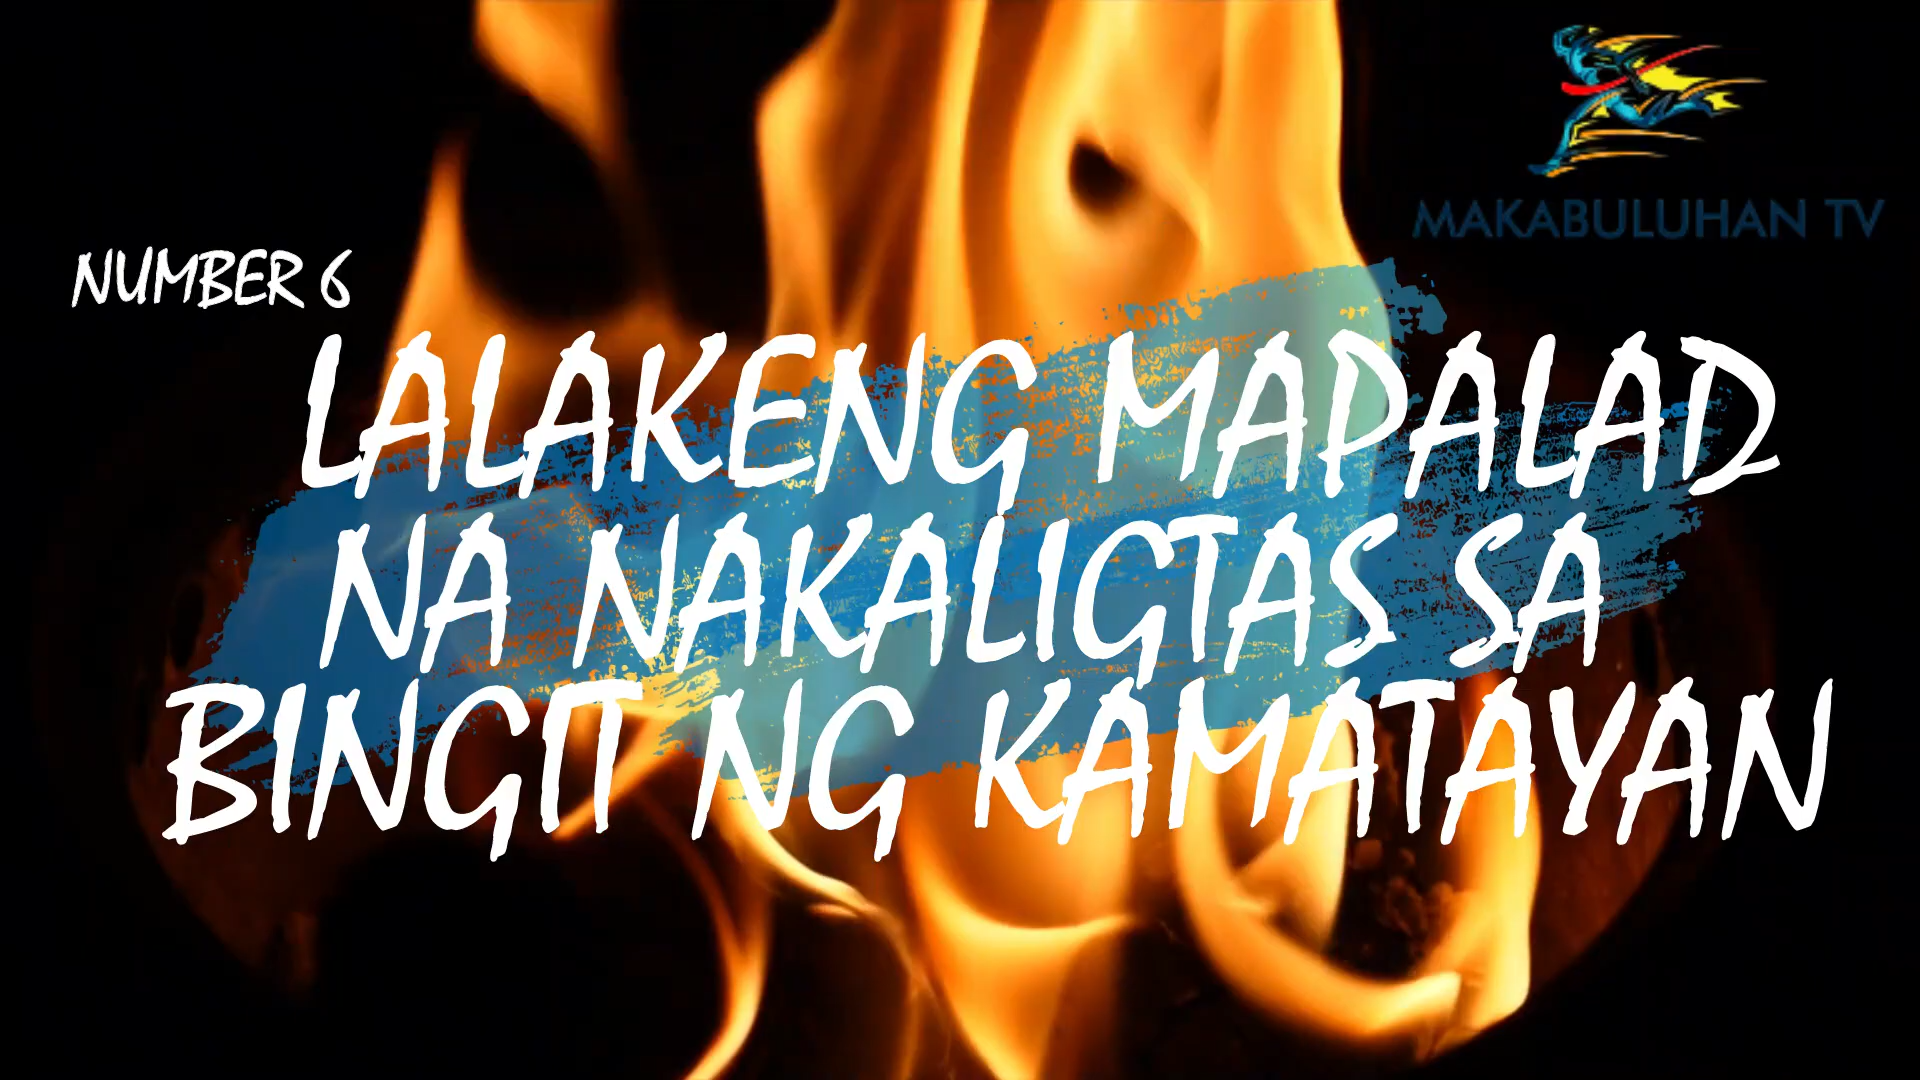 MAKABULUHAN TV
NUMBER 6
LALAKENG MAPALAD
NA NAKALIGTAS SA
BINGIT NG KAMATAYAN